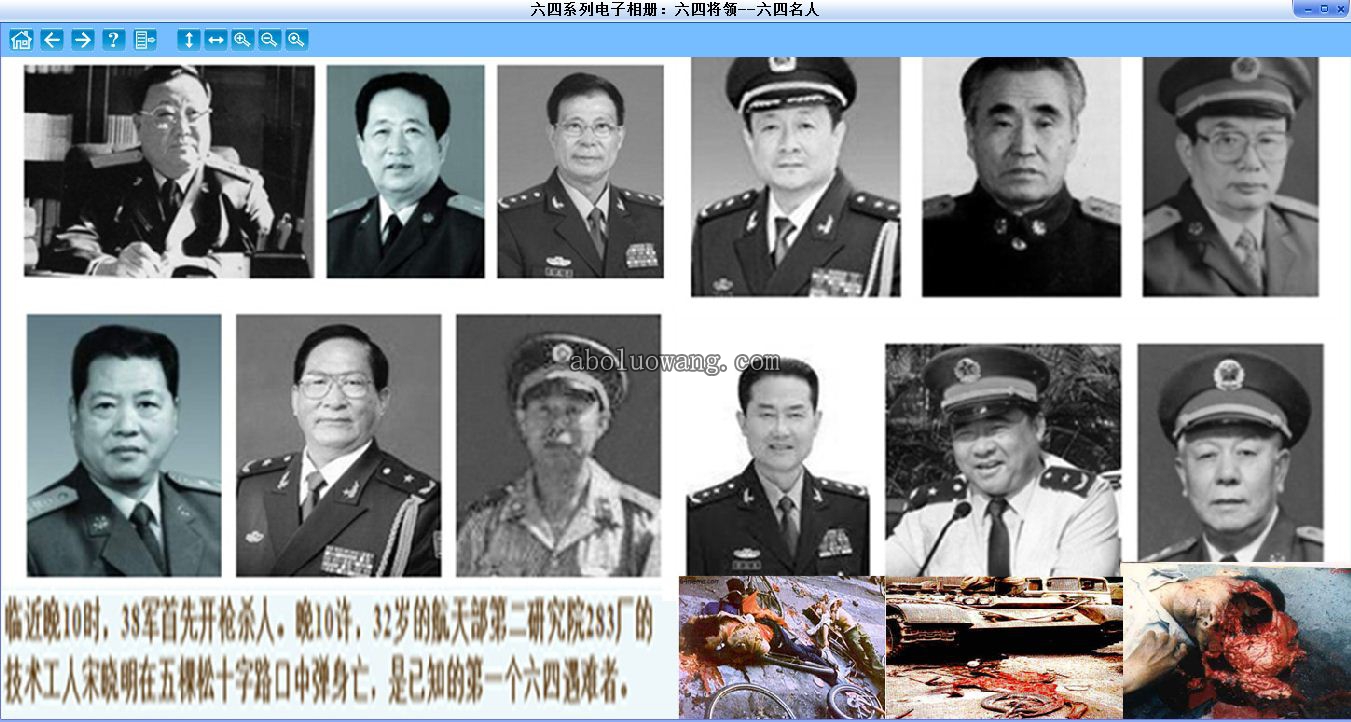 六四系列电子相册：六四将领--六四名人
aboluowang.com
临近晚10时，38军首先开枪杀人。晚10许，32岁的航天部第二研究院283厂的
技术工人宋晓明在五棵松十字路口中弹身亡，是已知的第一个六四遇难者。